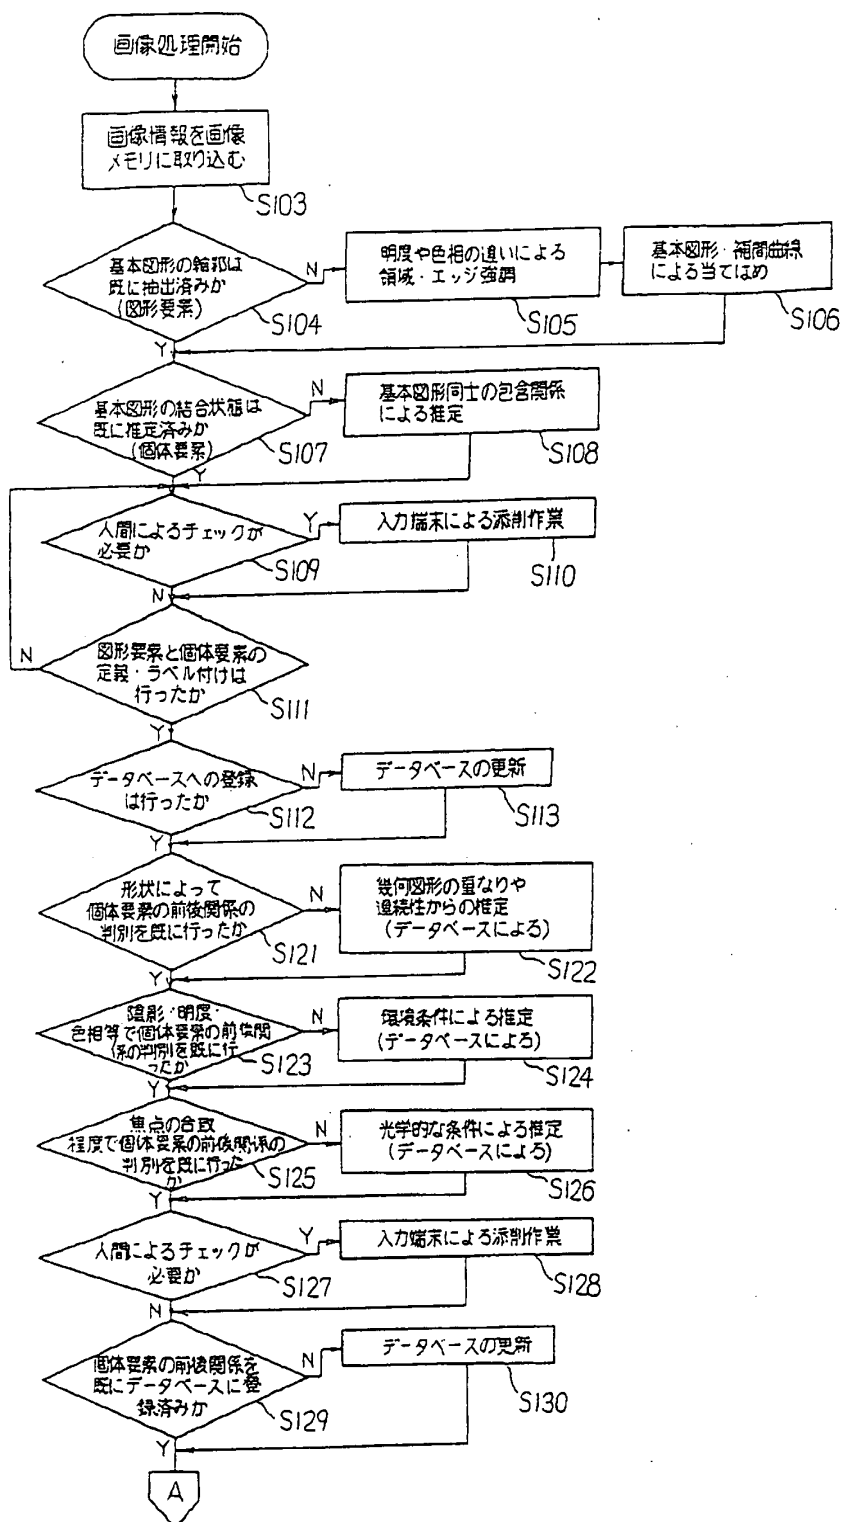 画像処理開始
画像情報を画像
メモリに取り込む
S103
基本図形の輪郭は
既に抽出済みか
(図形要素)
S104
N
Y
明度や色相の違いによる
領域・エッジ強調
S105
基本図形・補間曲線
による当てはめ
S106
基本図形の結合状態は
既に推定済みか
(個体要素)
S107
N
Y
基本図形同士の包含関係
による推定
S108
人間によるチェックが
必要か
S109
Y
N
入力端末による添削作業
S110
図形要素と個体要素の
定義・ラベル付けは
行ったか
S111
N
Y
データベースへの登録
は行ったか
S112
N
Y
データベースの更新
S113
形状によって
個体要素の前後関係の
判別を既に行ったか
S121
N
Y
幾何図形の重なりや
連続性からの推定
(データベースによる)
S122
陰影・明度・
色相等で個体要素の前後関
係の判別を既に行
ったか
S123
N
Y
環境条件による推定
(データベースによる)
S124
焦点の合致
程度で個体要素の前後関係の
判別を既に行った
か
S125
N
Y
光学的な条件による推定
(データベースによる)
S126
人間によるチェックが
必要か
S127
Y
N
入力端末による添削作業
S128
個体要素の前後関係を
既にデータベースに登
録済みか
S129
N
Y
データベースの更新
S130
A